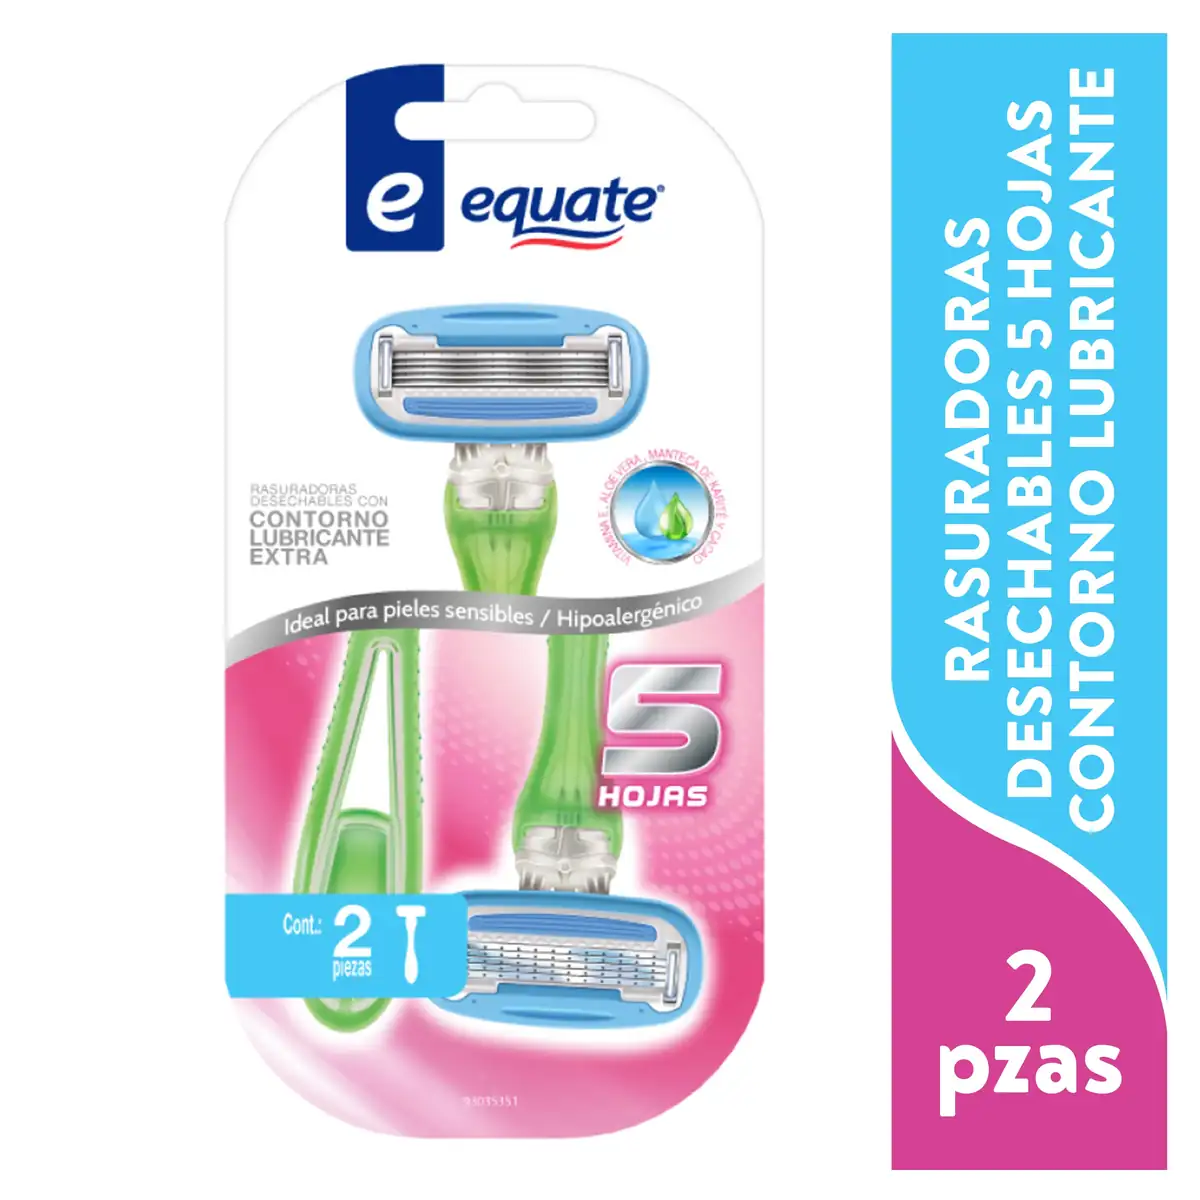 e equate®
RASURADORAS
DESECHABLES CON
CONTORNO
LUBRICANTE
EXTRA
VITAMINA E, ALOE VERA, MANTECA DE KARITÉ Y CACAO
Ideal para pieles sensibles / Hipoalergénico
5
HOJAS
Cont.: 2
piezas
RASURADORAS
DESECHABLES 5 HOJAS
CONTORNO LUBRICANTE
2
pzas